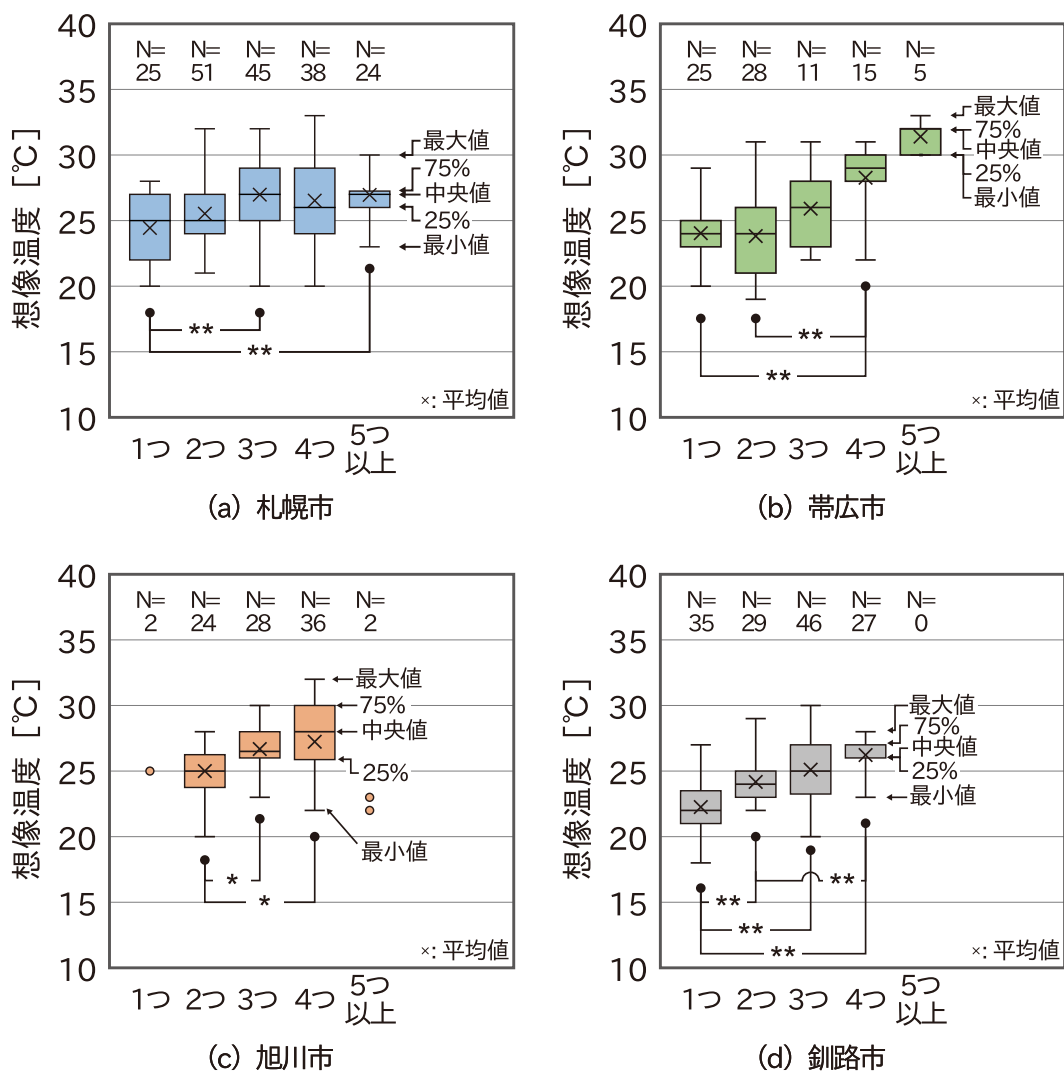 40
35
30
25
20
15
10
想像温度 [℃]
N=25
N=51
N=45
N=38
N=24
最大値
75%
中央値
25%
最小値
**
**
×: 平均値
1つ 2つ 3つ 4つ 5つ以上
(a) 札幌市
40
35
30
25
20
15
10
想像温度 [℃]
N=25
N=28
N=11
N=15
N=5
最大値
75%
中央値
25%
最小値
**
**
×: 平均値
1つ 2つ 3つ 4つ 5つ以上
(b) 帯広市
40
35
30
25
20
15
10
想像温度 [℃]
N=2
N=24
N=28
N=36
N=2
最大値
75%
中央値
25%
最小値
*
*
×: 平均値
1つ 2つ 3つ 4つ 5つ以上
(c) 旭川市
40
35
30
25
20
15
10
想像温度 [℃]
N=35
N=29
N=46
N=27
N=0
最大値
75%
中央値
25%
最小値
**
**
**
**
×: 平均値
1つ 2つ 3つ 4つ 5つ以上
(d) 釧路市